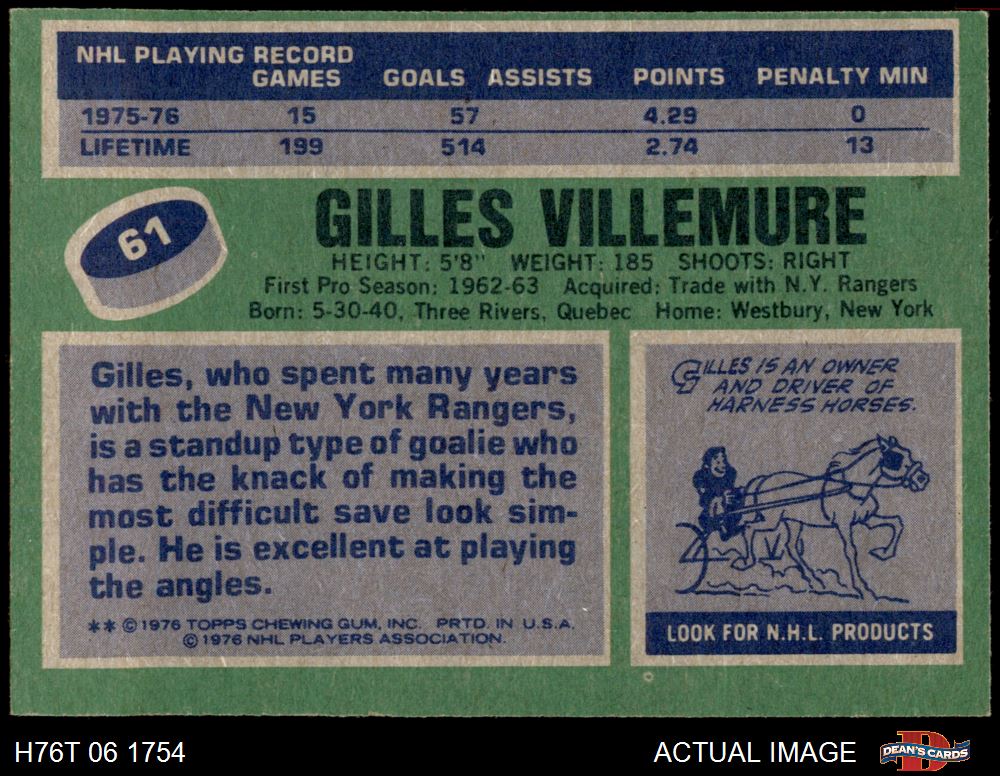 NHL PLAYING RECORD
GAMES GOALS ASSISTS POINTS PENALTY MIN
1975-76 15 57 4.29 0
LIFETIME 199 514 2.74 13
61
GILLES VILLEMURE
HEIGHT: 5'8" WEIGHT: 185 SHOOTS: RIGHT
First Pro Season: 1962-63 Acquired: Trade with N.Y. Rangers
Born: 5-30-40, Three Rivers, Quebec Home: Westbury, New York
Gilles, who spent many years
with the New York Rangers,
is a standup type of goalie who
has the knack of making the
most difficult save look sim-
ple. He is excellent at playing
the angles.
** © 1976 TOPPS CHEWING GUM, INC. PRTD. IN U.S.A.
© 1976 NHL PLAYERS ASSOCIATION.
GILLES IS AN OWNER
AND DRIVER OF
HARNESS HORSES.
LOOK FOR N.H.L. PRODUCTS
H76T 06 1754 ACTUAL IMAGE
DEAN'S CARDS